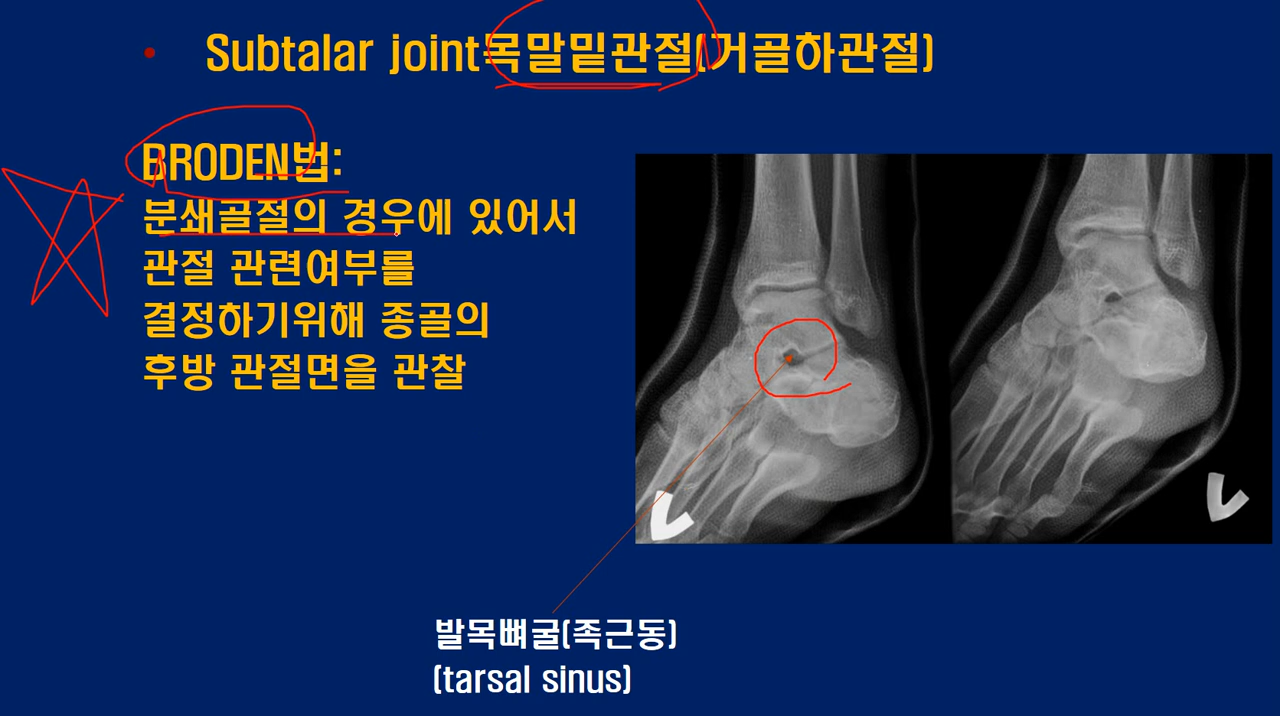 • Subtalar joint목말밑관절(거골하관절)
BRODEN법:
분쇄골절의 경우에 있어서
관절 관련여부를
결정하기위해 종골의
후방 관절면을 관찰
L
L
발목뼈굴(족근동)
(tarsal sinus)